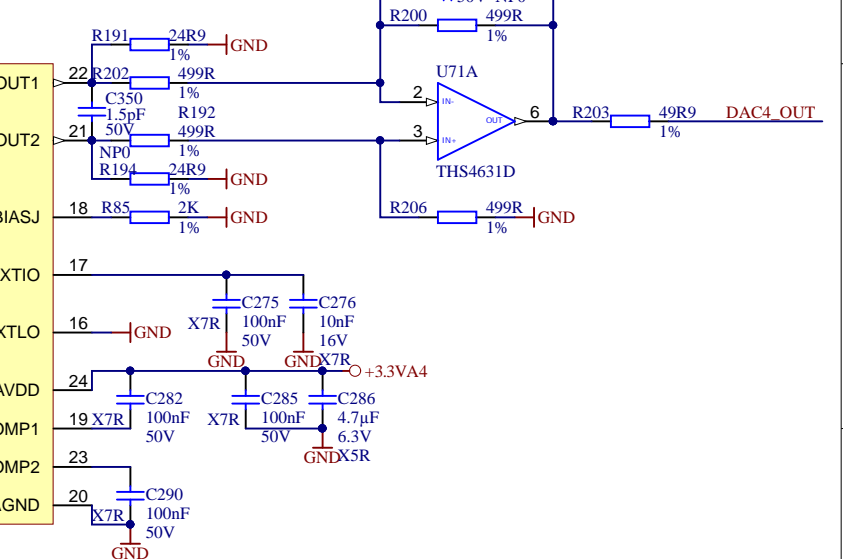 R200 499R
1%
R191 24R9 GND
1%
OUT1 22 R202 499R
1%
U71A
C350
1.5pF
50V
NP0
R192
2 IN-
OUT 6 R203 49R9 DAC4_OUT
1%
OUT2 21 499R
1%
3 IN+
THS4631D
R194 24R9 GND
1%
BIASJ 18 R85 2K GND
1%
R206 499R GND
1%
XTIO 17
C275
100nF
50V
X7R
GND
C276
10nF
16V
X7R
GND
XTLO 16 GND
+3.3VA4
AVDD 24
C282
100nF
50V
X7R
C285
100nF
50V
X7R
C286
4.7µF
6.3V
X5R
GND
OMP1 19
OMP2 23
C290
100nF
50V
X7R
AGND 20
GND